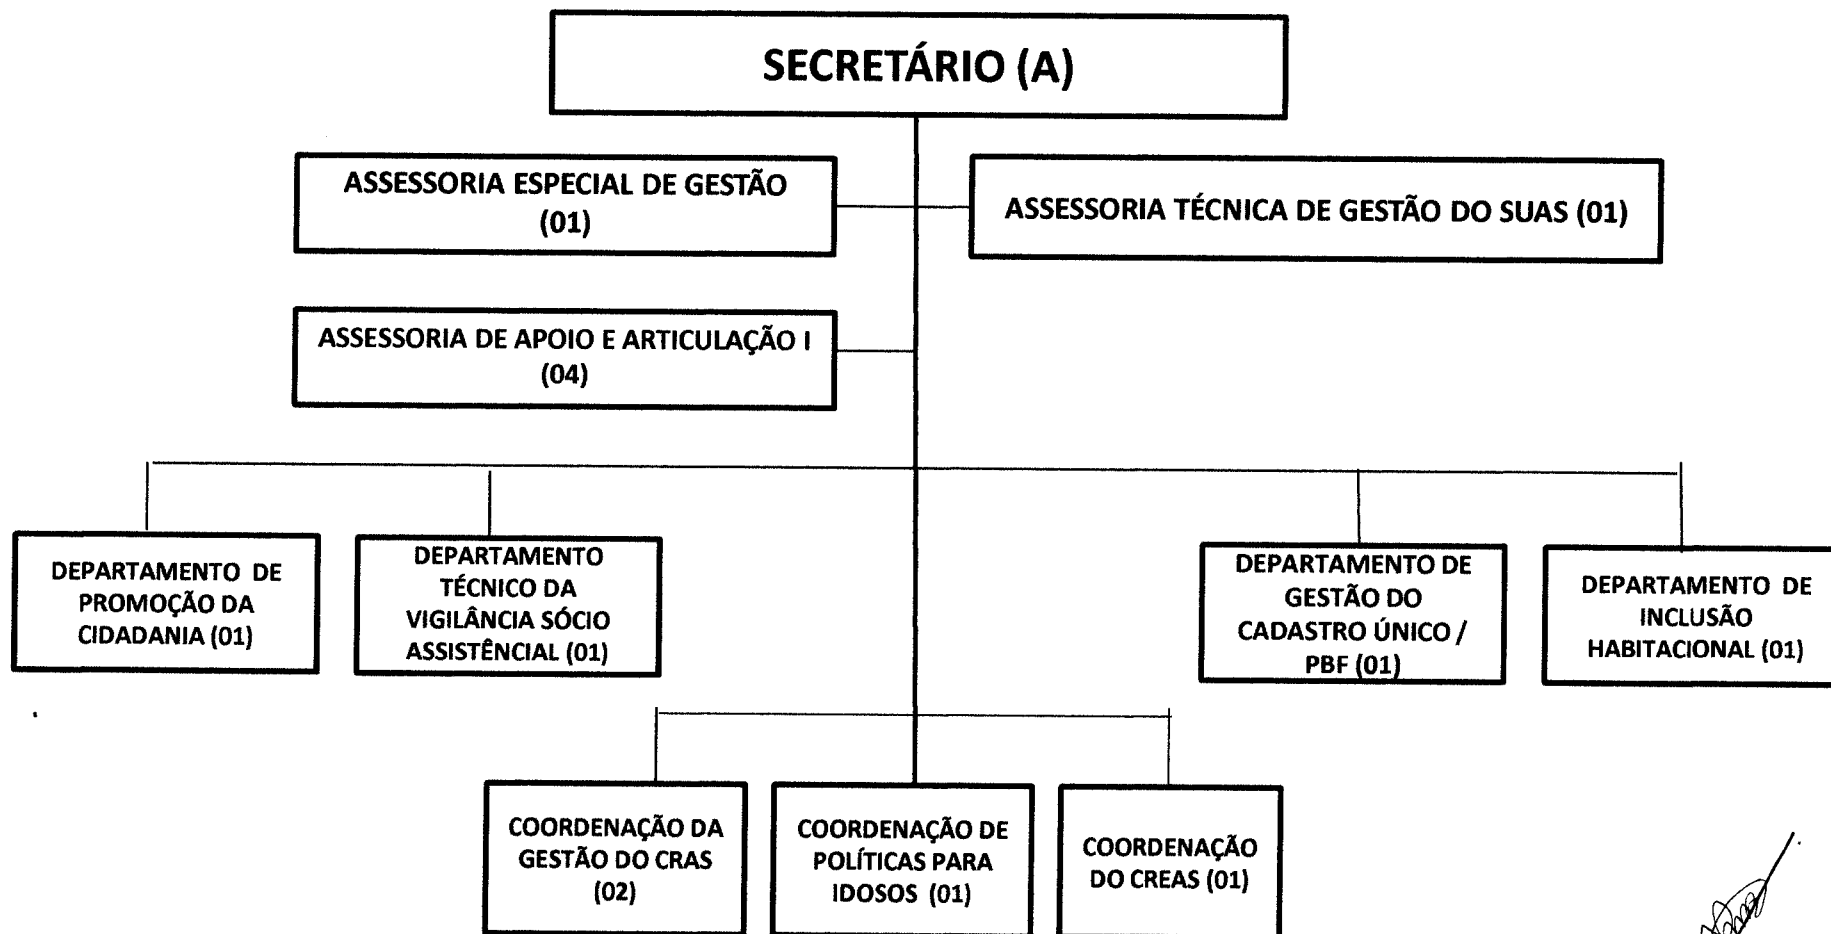 SECRETÁRIO (A)
ASSESSORIA ESPECIAL DE GESTÃO
(01)
ASSESSORIA TÉCNICA DE GESTÃO DO SUAS (01)
ASSESSORIA DE APOIO E ARTICULAÇÃO I
(04)
DEPARTAMENTO DE
PROMOÇÃO DA
CIDADANIA (01)
DEPARTAMENTO
TÉCNICO DA
VIGILÂNCIA SÓCIO
ASSISTÊNCIAL (01)
DEPARTAMENTO DE
GESTÃO DO
CADASTRO ÚNICO /
PBF (01)
DEPARTAMENTO DE
INCLUSÃO
HABITACIONAL (01)
COORDENAÇÃO DA
GESTÃO DO CRAS
(02)
COORDENAÇÃO DE
POLÍTICAS PARA
IDOSOS (01)
COORDENAÇÃO
DO CREAS (01)